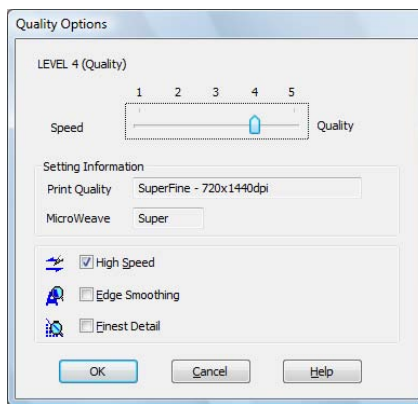 Quality Options
LEVEL 4 (Quality)
1 2 3 4 5
Speed Quality
Setting Information
Print Quality SuperFine - 720x1440dpi
MicroWeave Super
High Speed
Edge Smoothing
Finest Detail
OK Cancel Help